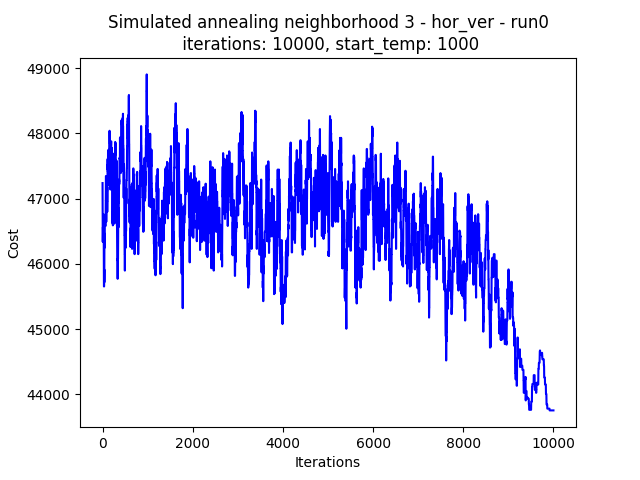 Simulated annealing neighborhood 3 - hor_ver - run0
iterations: 10000, start_temp: 1000
49000
48000
47000
46000
45000
44000
Cost
0 2000 4000 6000 8000 10000
Iterations